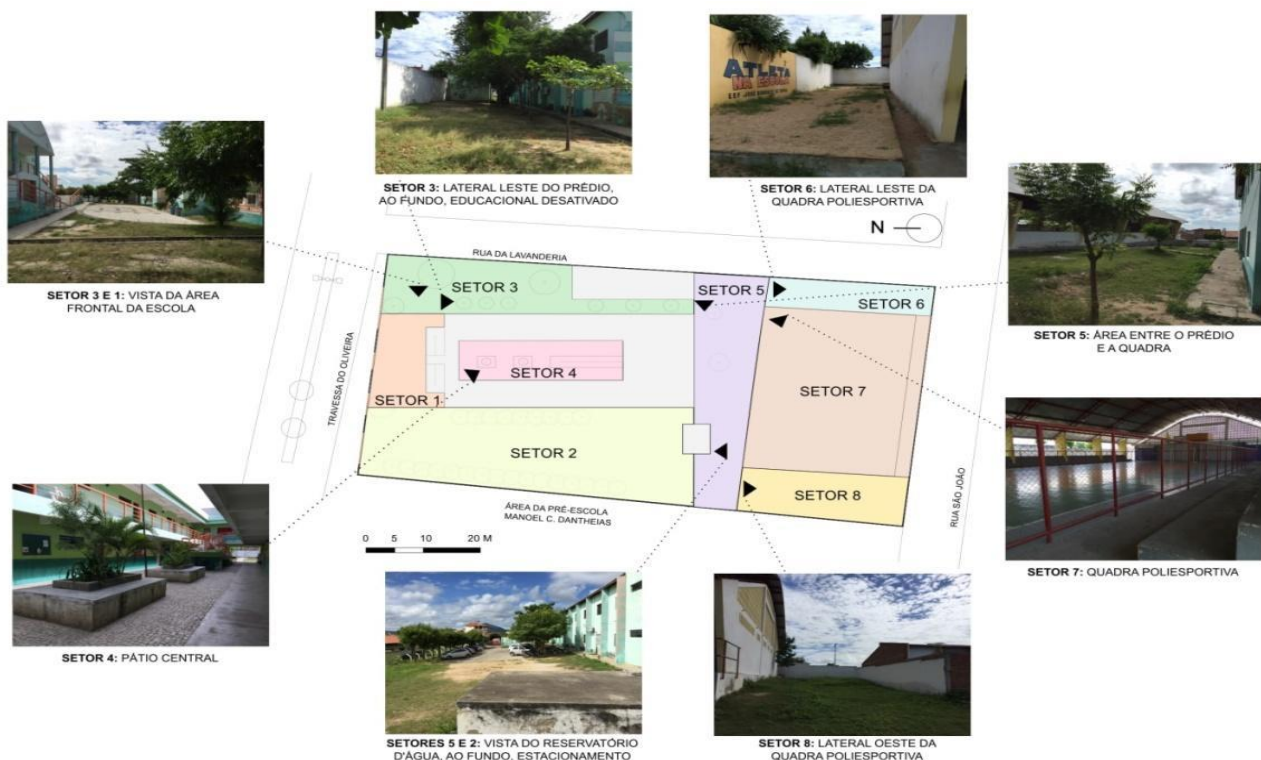 SETOR 3: LATERAL LESTE DO PRÉDIO,
AO FUNDO, EDUCACIONAL DESATIVADO
ATLETA
NA ESCOLA
SETOR 6: LATERAL LESTE DA
QUADRA POLIESPORTIVA
SETOR 3 E 1: VISTA DA ÁREA
FRONTAL DA ESCOLA
SETOR 5: ÁREA ENTRE O PRÉDIO
E A QUADRA
N
RUA DA LAVANDERIA
TRAVESSA DO OLIVEIRA
RUA SÃO JOÃO
SETOR 3
SETOR 5
SETOR 6
SETOR 4
SETOR 1
SETOR 7
SETOR 2
SETOR 8
ÁREA DA PRÉ-ESCOLA
MANOEL C. DANTHEIAS
0 5 10 20 M
SETOR 7: QUADRA POLIESPORTIVA
SETOR 4: PÁTIO CENTRAL
SETORES 5 E 2: VISTA DO RESERVATÓRIO
D'ÁGUA, AO FUNDO, ESTACIONAMENTO
SETOR 8: LATERAL OESTE DA
QUADRA POLIESPORTIVA